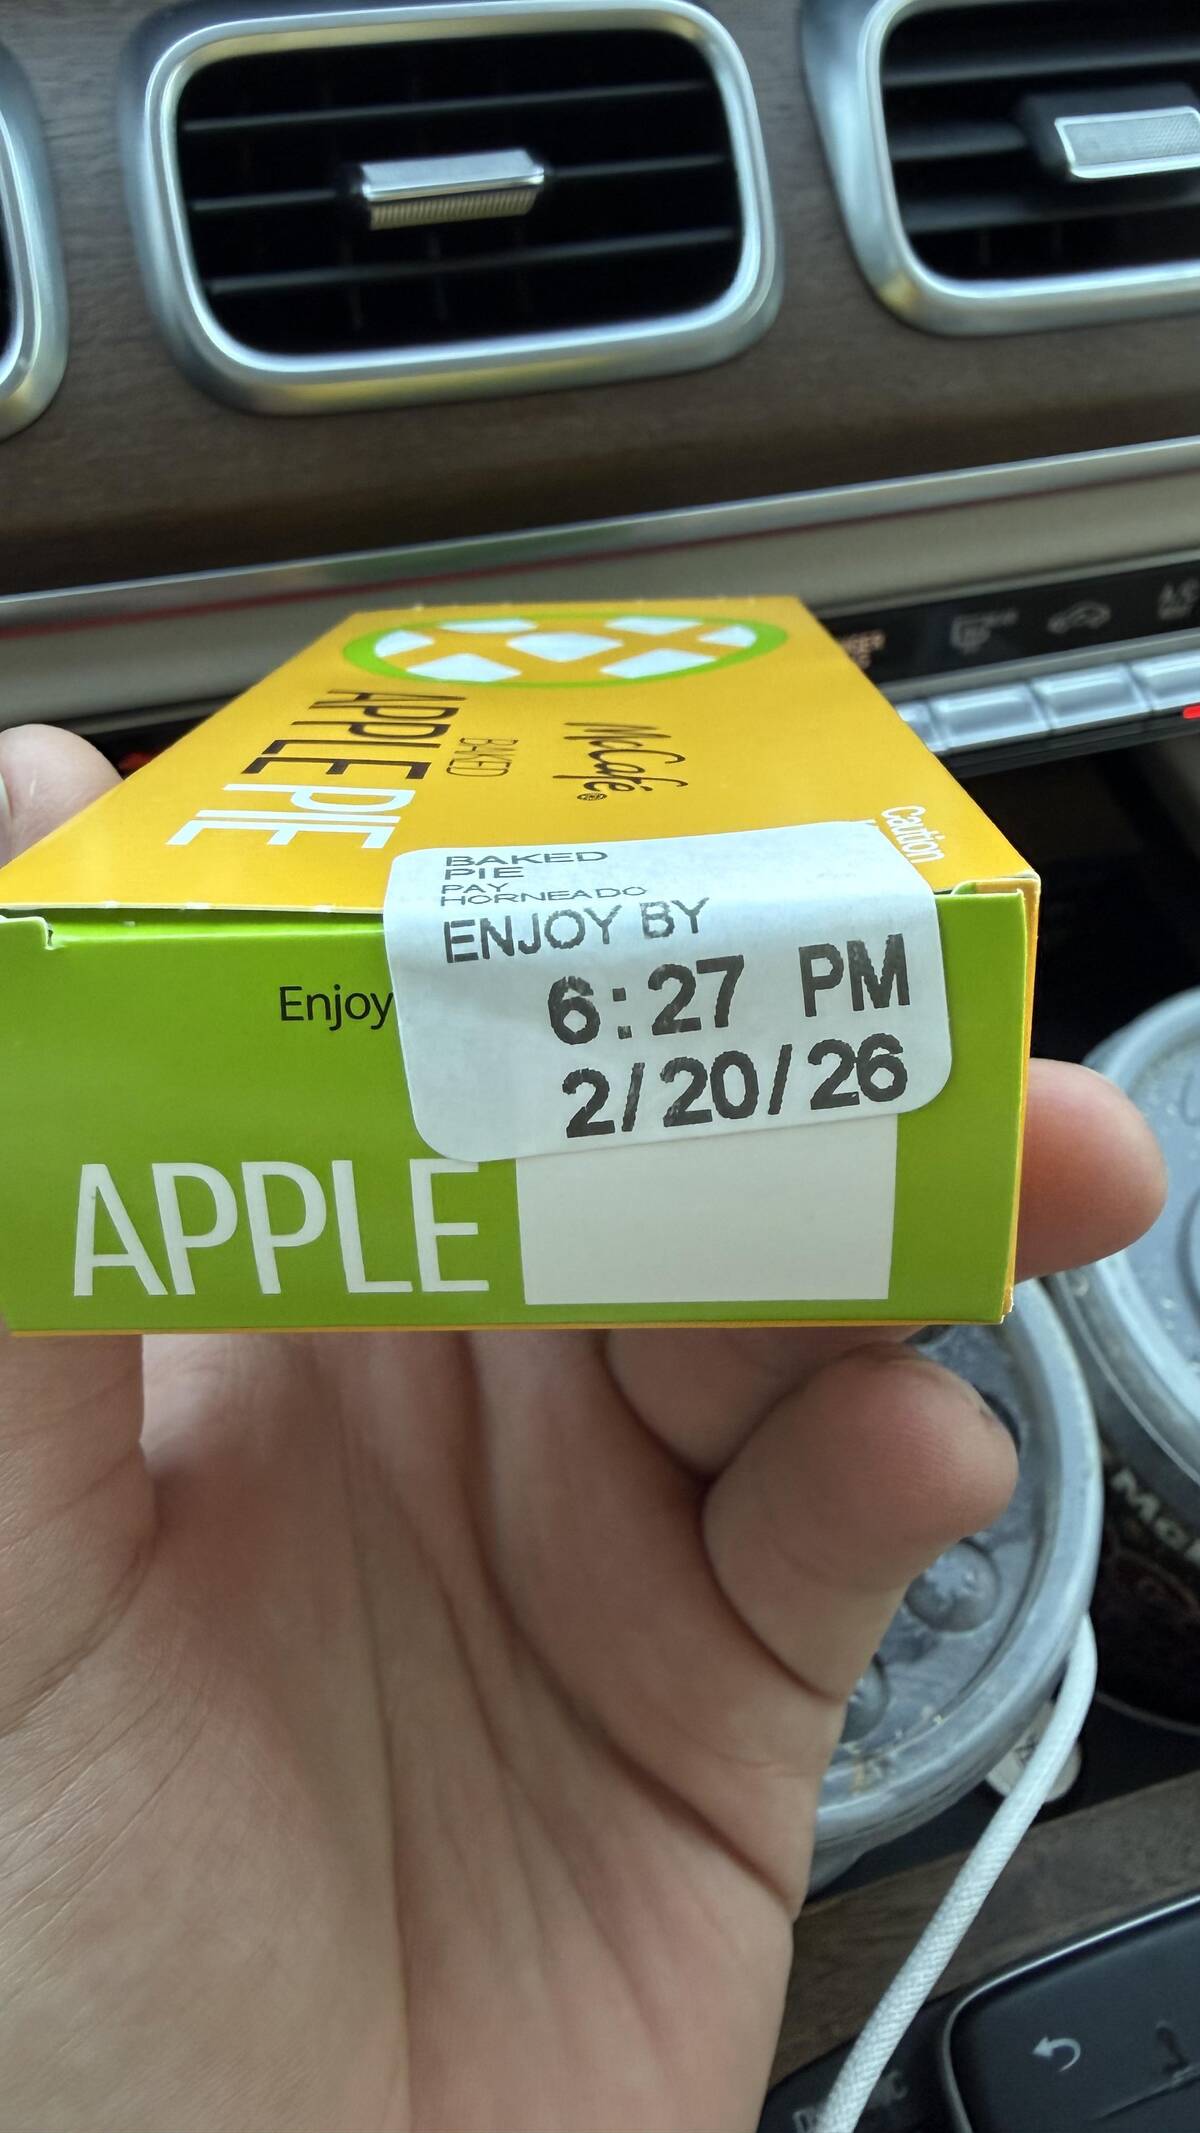 McCafé®
BAKED
APPLE PIE
Caution
BAKED
PIE
PAY
HORNEADO
ENJOY BY
6:27 PM
2/20/26
Enjoy
APPLE